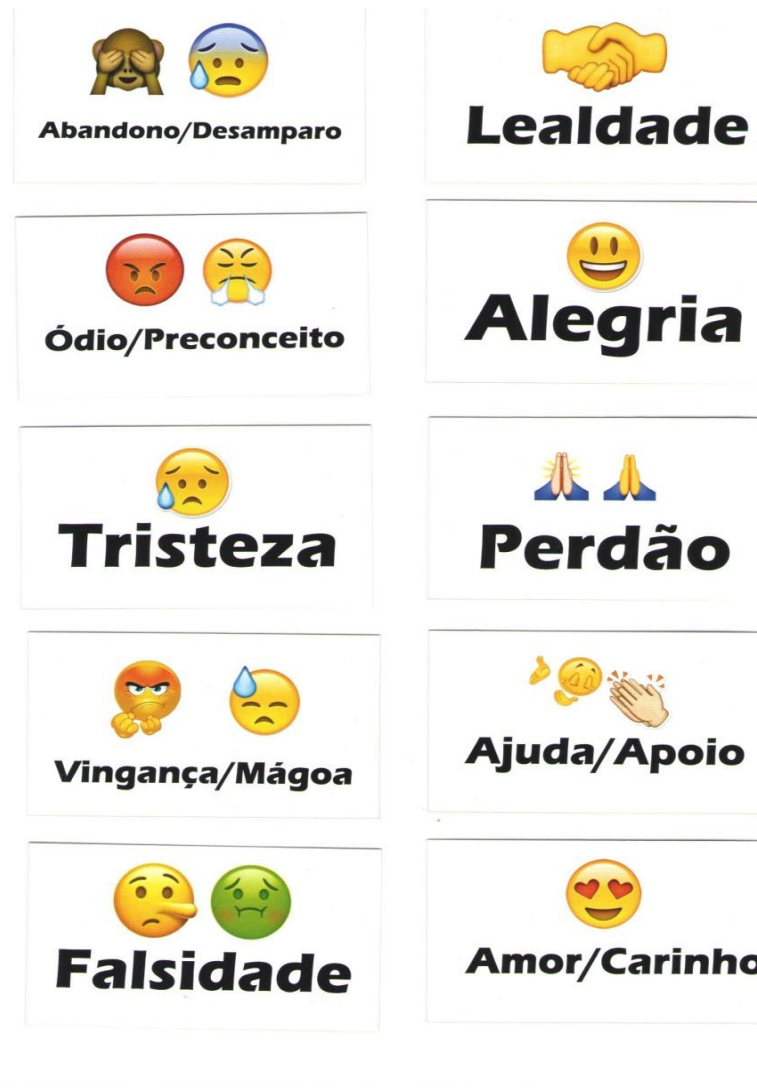 Abandono/Desamparo
Lealdade
Ódio/Preconceito
Alegria
Tristeza
Perdão
Vingança/Mágoa
Ajuda/Apoio
Falsidade
Amor/Carinho